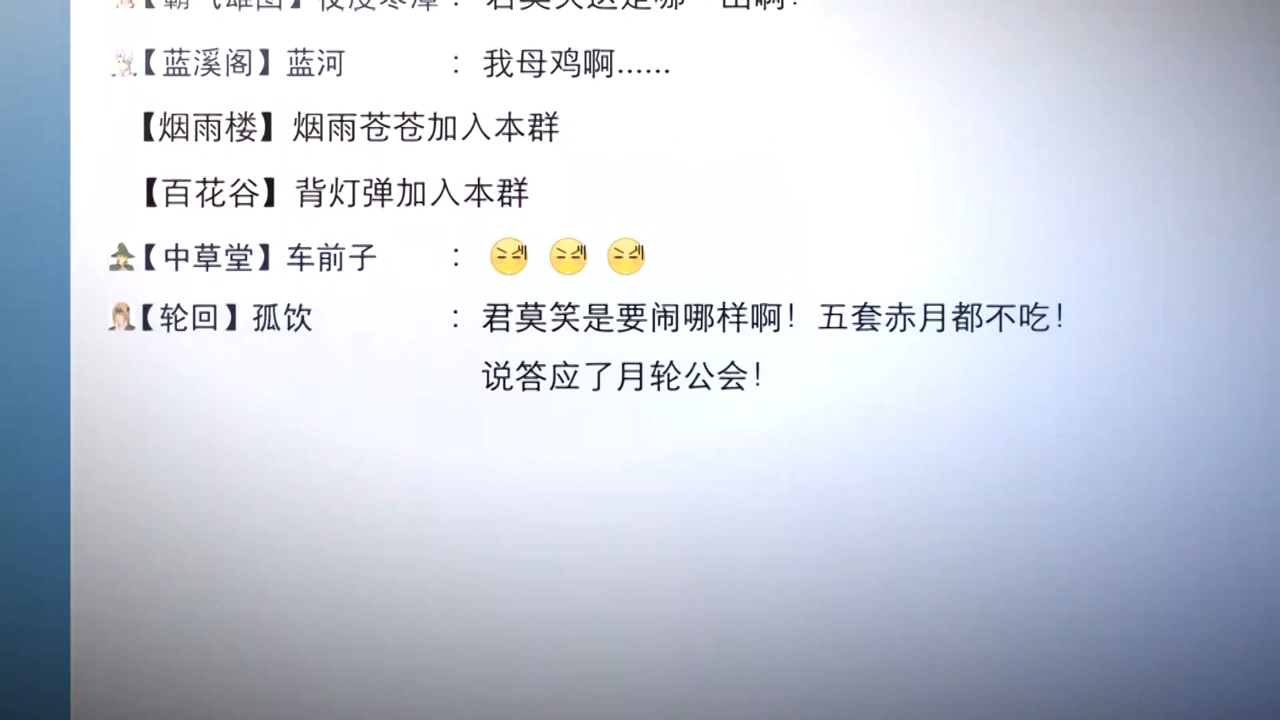 【蓝溪阁】蓝河 : 我母鸡啊......
【烟雨楼】烟雨苍苍加入本群
【百花谷】背灯弹加入本群
【中草堂】车前子 :
【轮回】孤饮 : 君莫笑是要闹哪样啊！五套赤月都不吃！
说答应了月轮公会！